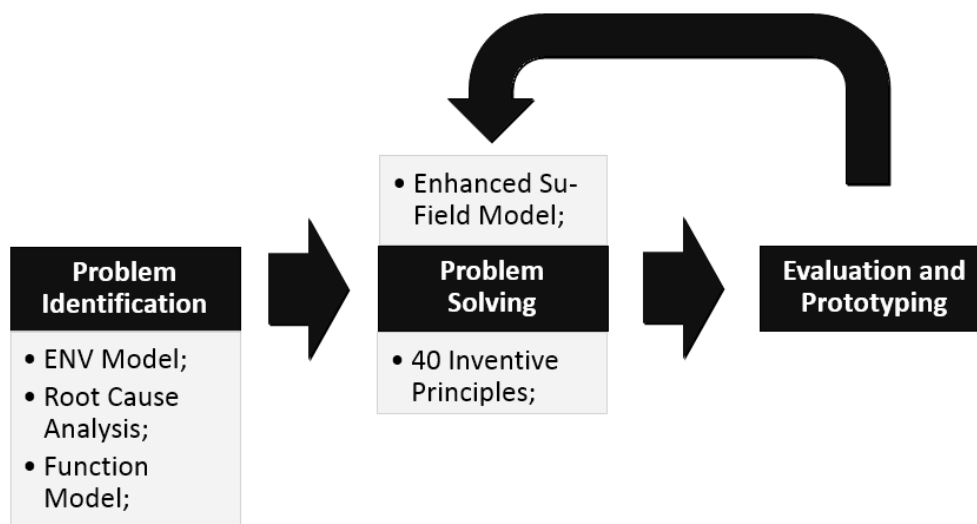 Problem
Identification
• ENV Model;
• Root Cause
Analysis;
• Function
Model;
• Enhanced Su-
Field Model;
Problem
Solving
• 40 Inventive
Principles;
Evaluation and
Prototyping